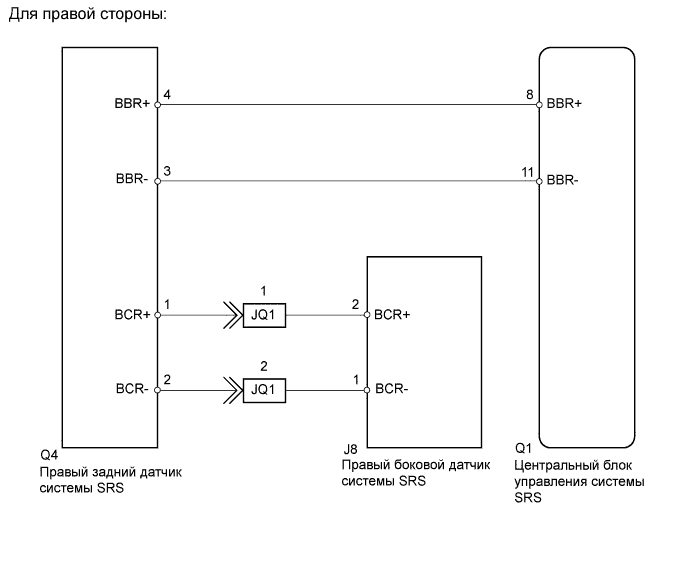 Для правой стороны:
BBR+ 4 8 BBR+
BBR- 3 11 BBR-
1
BCR+ 1 JQ1 2 BCR+
2
BCR- 2 JQ1 1 BCR-
Q4
Правый задний датчик
системы SRS
J8
Правый боковой датчик
системы SRS
Q1
Центральный блок
управления системы
SRS